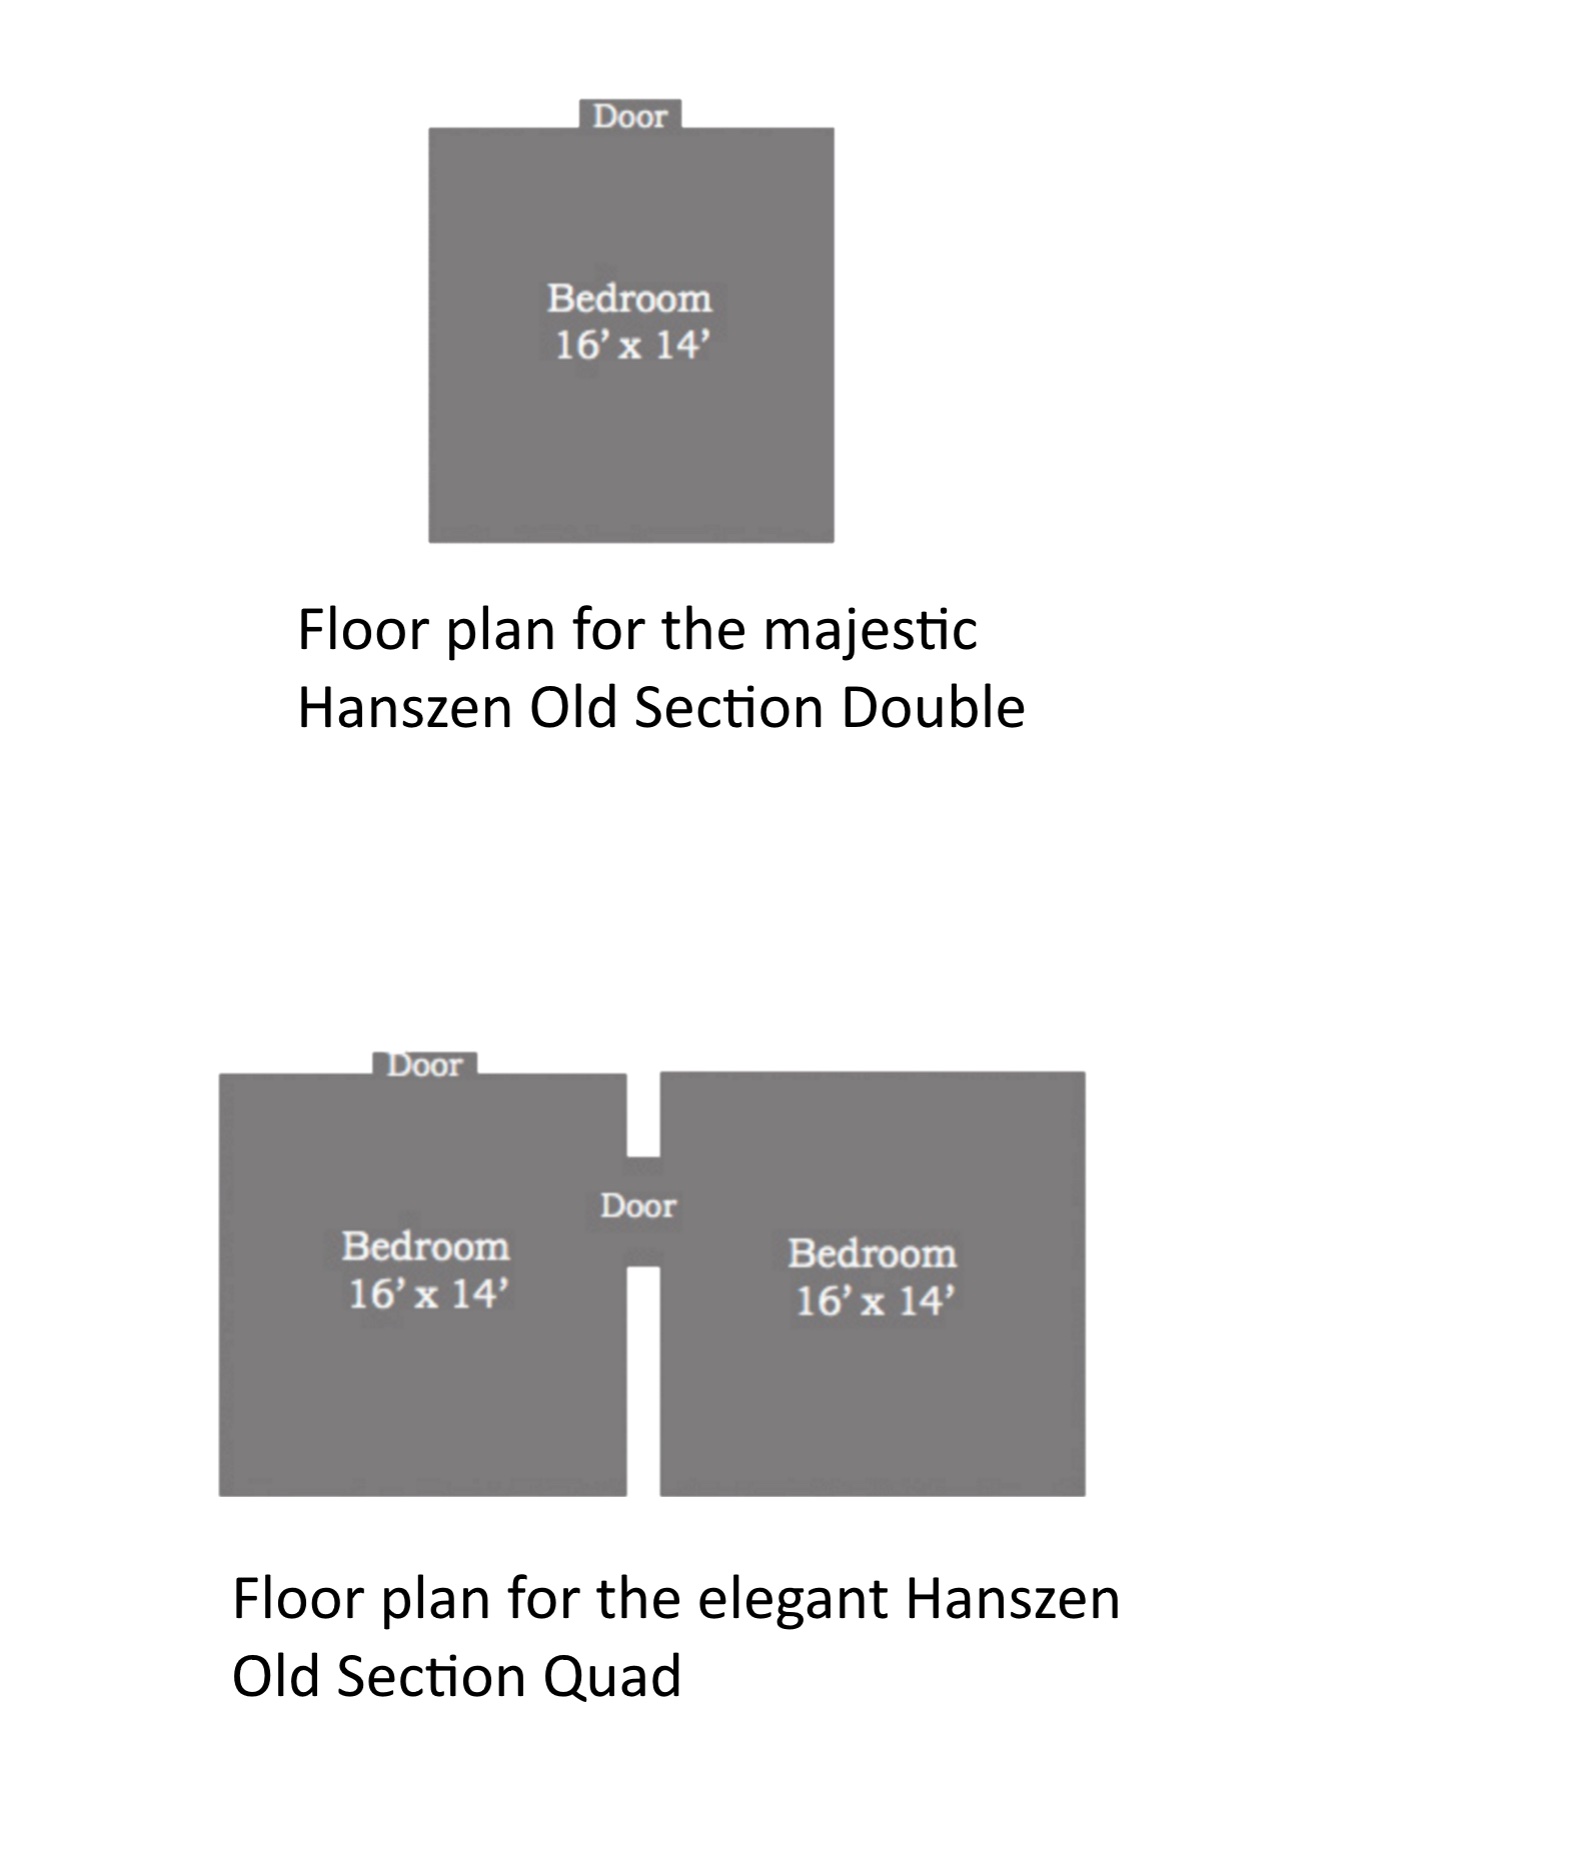 Door
Bedroom
16’ x 14’
Floor plan for the majestic
Hanszen Old Section Double
Door
Door
Bedroom
16’ x 14’
Bedroom
16’ x 14’
Floor plan for the elegant Hanszen
Old Section Quad